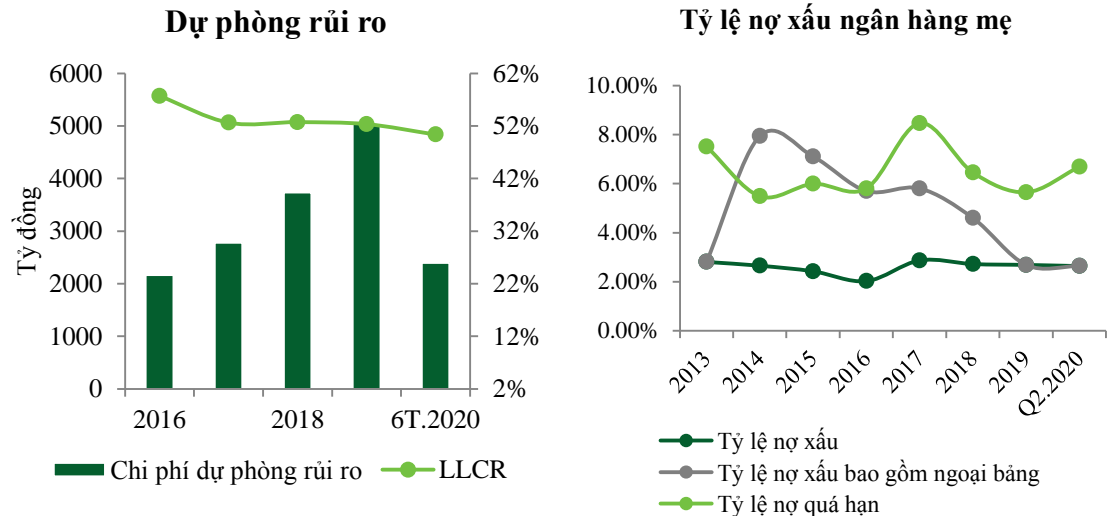 Dự phòng rủi ro
6000
5000
4000
3000
2000
1000
0
Tỷ đồng
62%
52%
42%
32%
22%
12%
2%
2016
2018
6T.2020
Chi phí dự phòng rủi ro
LLCR
Tỷ lệ nợ xấu ngân hàng mẹ
10.00%
8.00%
6.00%
4.00%
2.00%
0.00%
2013
2014
2015
2016
2017
2018
2019
Q2.2020
Tỷ lệ nợ xấu
Tỷ lệ nợ xấu bao gồm ngoại bảng
Tỷ lệ nợ quá hạn